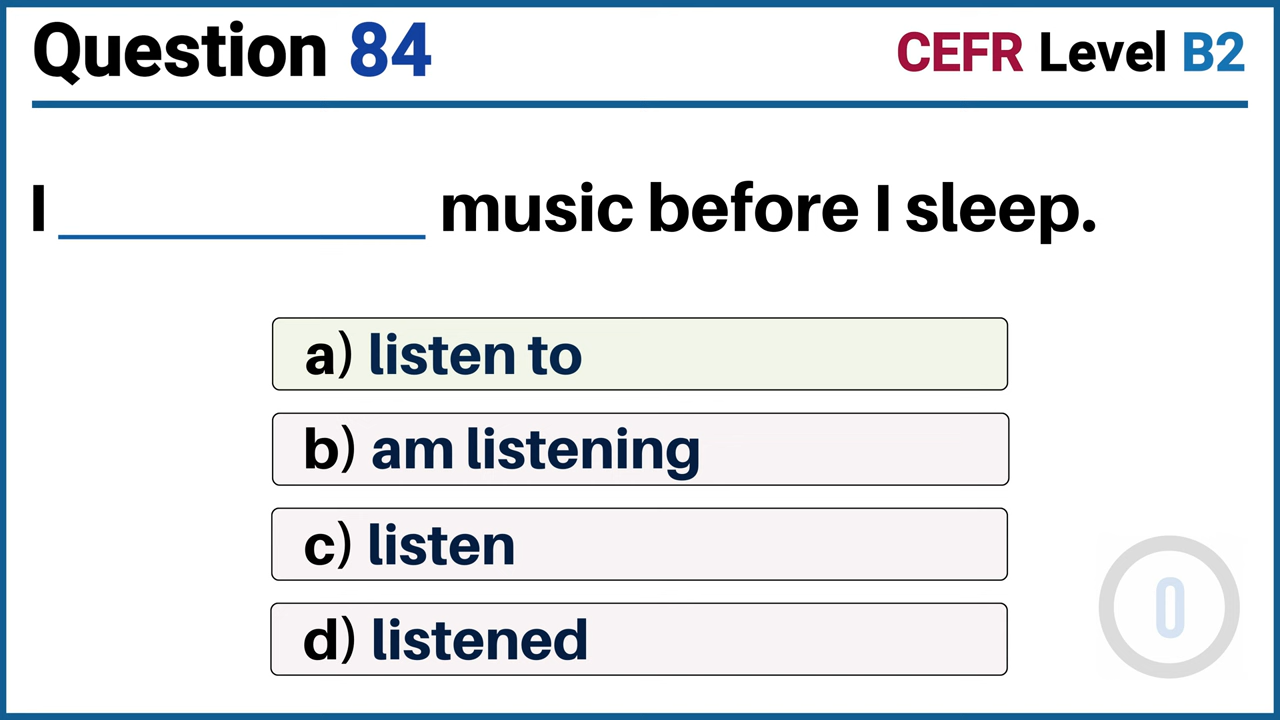 Question 84
CEFR Level B2
I ____________ music before I sleep.
a) listen to
b) am listening
c) listen
d) listened
0